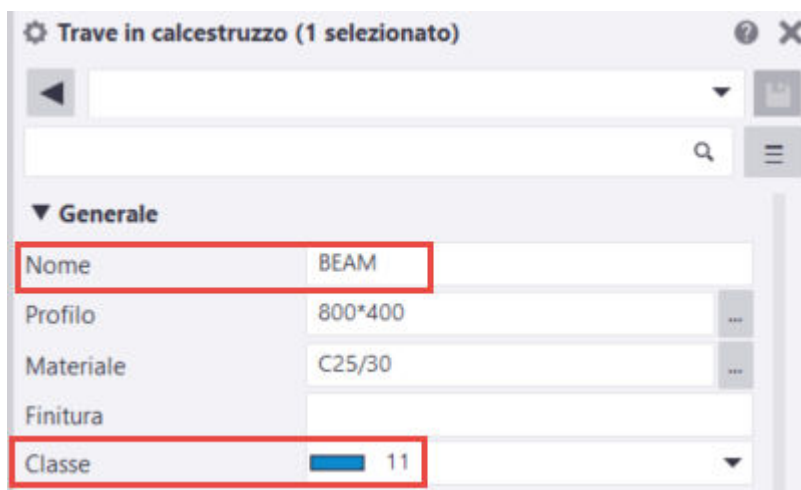 Trave in calcestruzzo (1 selezionato)
Generale
Nome BEAM
Profilo 800*400 ...
Materiale C25/30 ...
Finitura
Classe 11